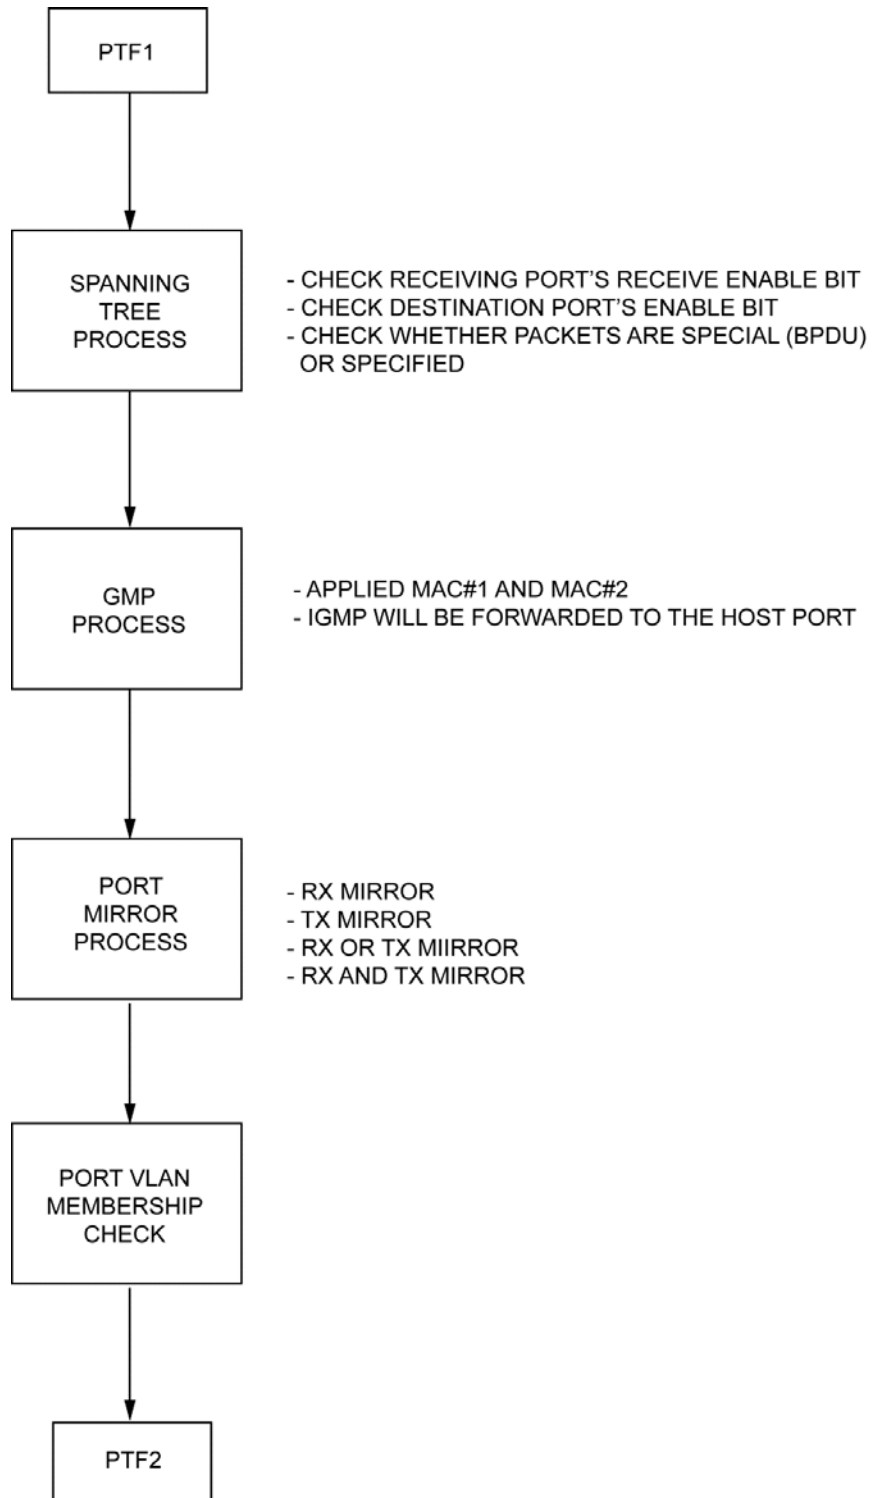 PTF1
SPANNING
TREE
PROCESS
- CHECK RECEIVING PORT'S RECEIVE ENABLE BIT
- CHECK DESTINATION PORT'S ENABLE BIT
- CHECK WHETHER PACKETS ARE SPECIAL (BPDU)
OR SPECIFIED
GMP
PROCESS
- APPLIED MAC#1 AND MAC#2
- IGMP WILL BE FORWARDED TO THE HOST PORT
PORT
MIRROR
PROCESS
- RX MIRROR
- TX MIRROR
- RX OR TX MIIRROR
- RX AND TX MIRROR
PORT VLAN
MEMBERSHIP
CHECK
PTF2